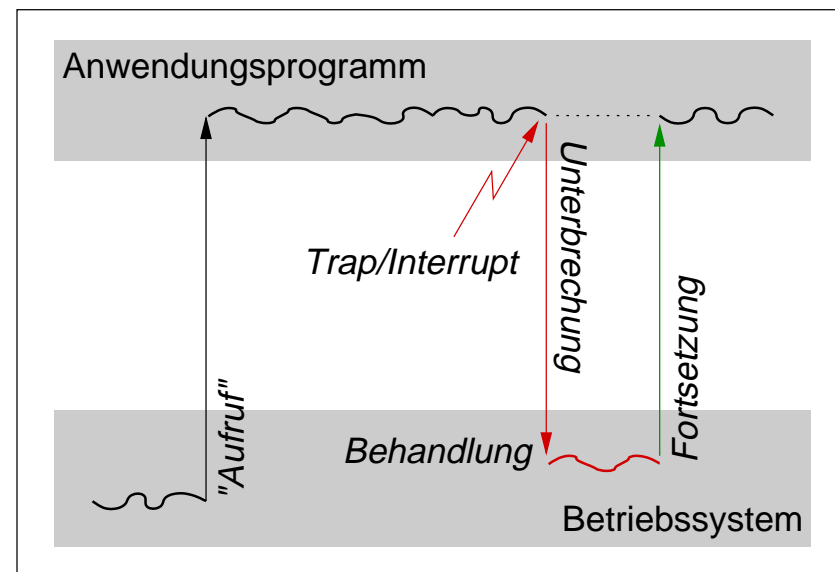 Anwendungsprogramm
Trap/Interrupt
Unterbrechung
"Aufruf"
Behandlung
Fortsetzung
Betriebssystem